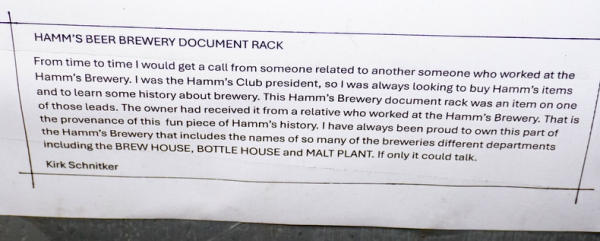 HAMM'S BEER BREWERY DOCUMENT RACK
From time to time I would get a call from someone related to another someone who worked at the
Hamm's Brewery. I was the Hamm's Club president, so I was always looking to buy Hamm's items
and to learn some history about brewery. This Hamm's Brewery document rack was an item on one
of those leads. The owner had received it from a relative who worked at the Hamm's Brewery. That is
the provenance of this fun piece of Hamm's history. I have always been proud to own this part of
the Hamm's Brewery that includes the names of so many of the breweries different departments
including the BREW HOUSE, BOTTLE HOUSE and MALT PLANT. If only it could talk.
Kirk Schnitker